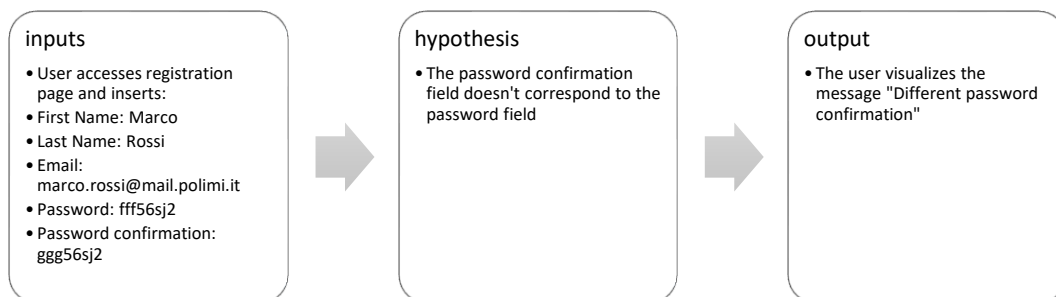 inputs
• User accesses registration
page and inserts:
• First Name: Marco
• Last Name: Rossi
• Email:
marco.rossi@mail.polimi.it
• Password: fff56sj2
• Password confirmation:
ggg56sj2
hypothesis
• The password confirmation
field doesn't correspond to the
password field
output
• The user visualizes the
message "Different password
confirmation"